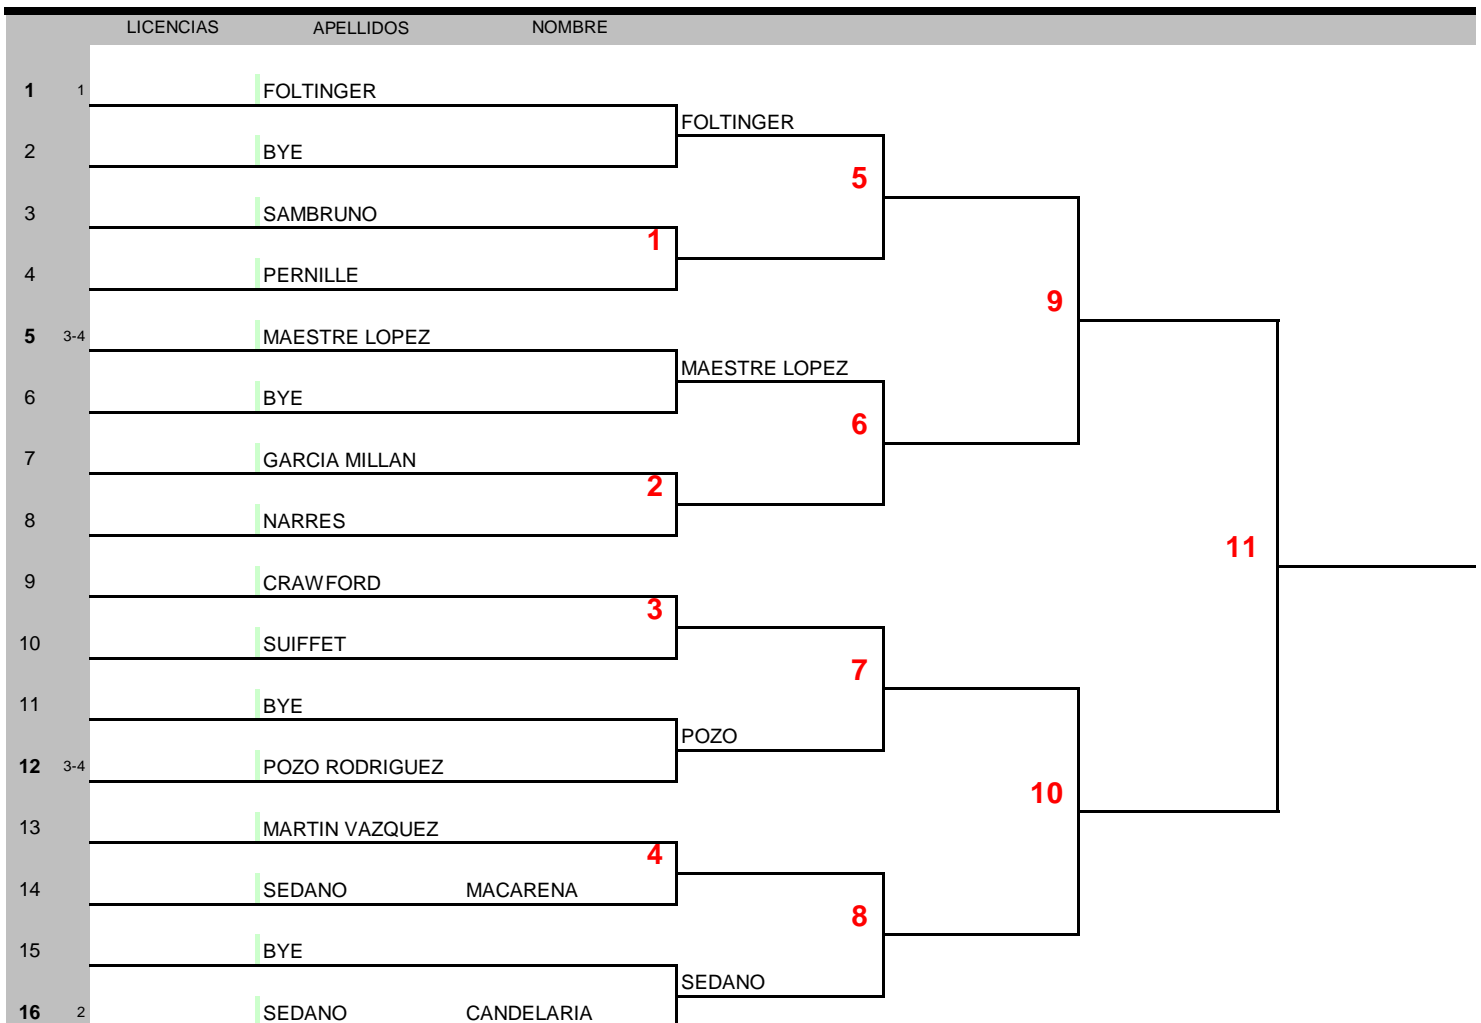 LICENCIAS APELLIDOS NOMBRE
1 1 FOLTINGER
FOLTINGER
2 BYE
5
3 SAMBRUNO
1
4 PERNILLE
9
5 3-4 MAESTRE LOPEZ
MAESTRE LOPEZ
6 BYE
6
7 GARCIA MILLAN
2
8 NARRES
11
9 CRAWFORD
3
10 SUIFFET
7
11 BYE
POZO
12 3-4 POZO RODRIGUEZ
10
13 MARTIN VAZQUEZ
4
14 SEDANO MACARENA
8
15 BYE
SEDANO
16 2 SEDANO CANDELARIA